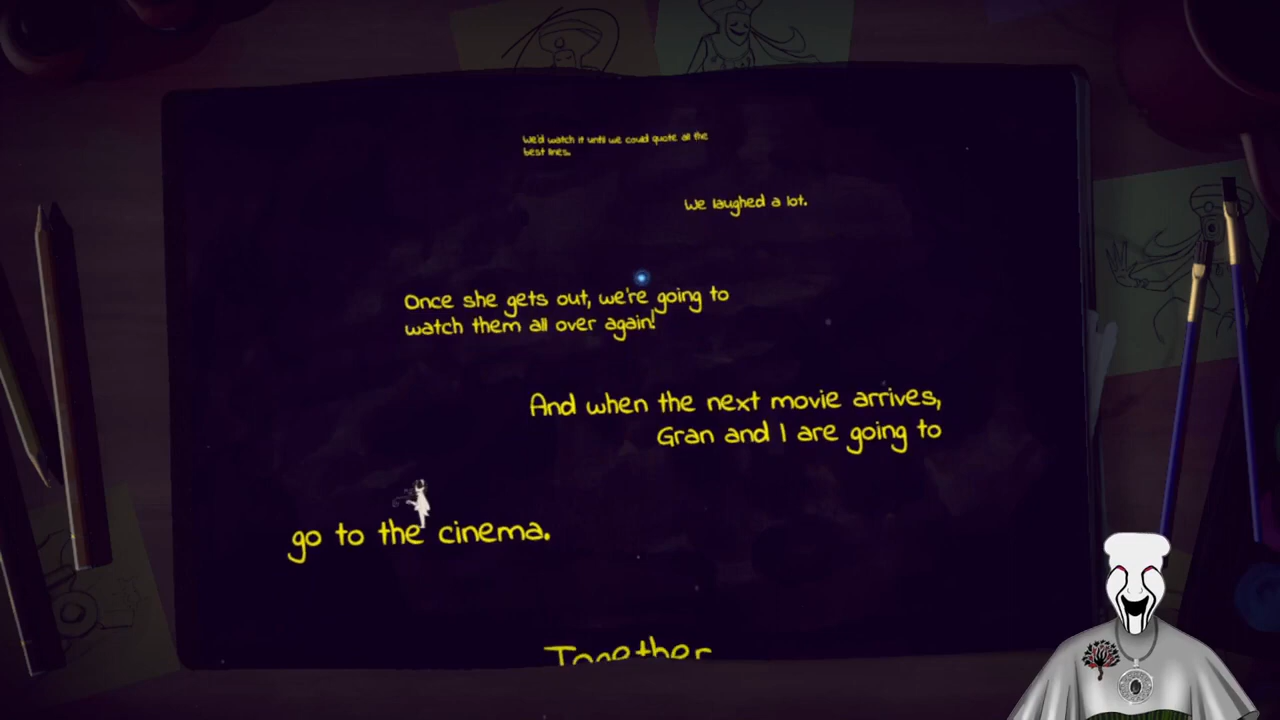 We'd watch it until we could quote all the
best lines.
We laughed a lot.
Once she gets out, we're going to
watch them all over again!
And when the next movie arrives,
Gran and I are going to
go to the cinema.
Together